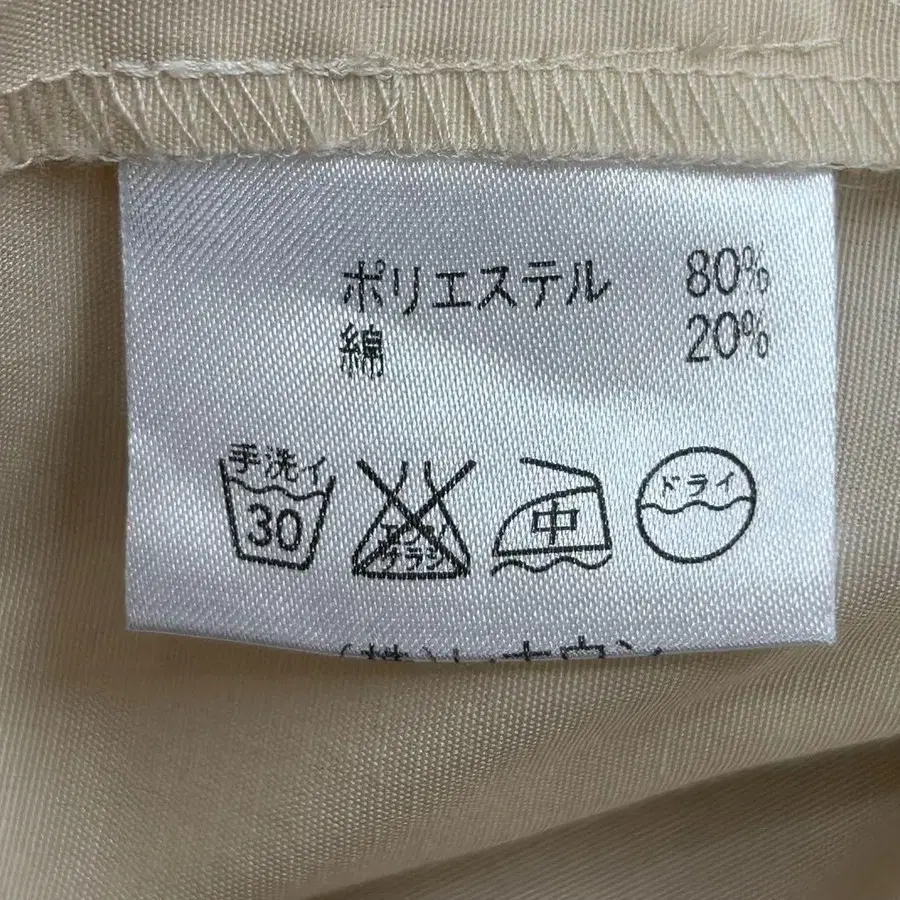 ポリエステル 80%
綿 20%
手洗イ
30
エンソ
サラシ
中
ドライ